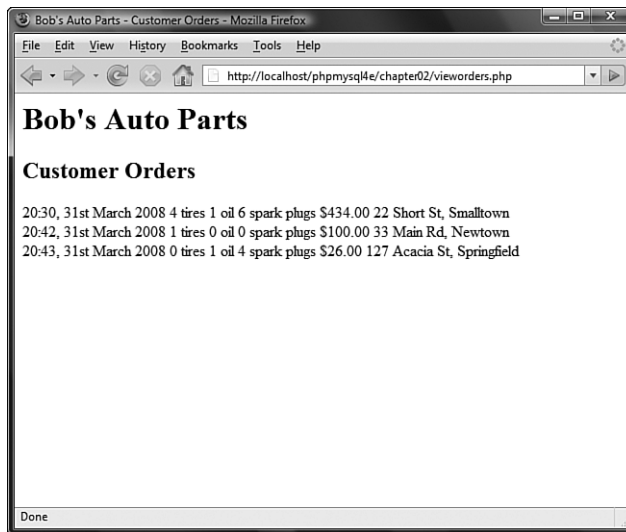 Bob's Auto Parts - Customer Orders - Mozilla Firefox
File Edit View History Bookmarks Tools Help
http://localhost/phpmysql4e/chapter02/vieworders.php
Bob's Auto Parts
Customer Orders
20:30, 31st March 2008 4 tires 1 oil 6 spark plugs $434.00 22 Short St, Smalltown
20:42, 31st March 2008 1 tires 0 oil 0 spark plugs $100.00 33 Main Rd, Newtown
20:43, 31st March 2008 0 tires 1 oil 4 spark plugs $26.00 127 Acacia St, Springfield
Done